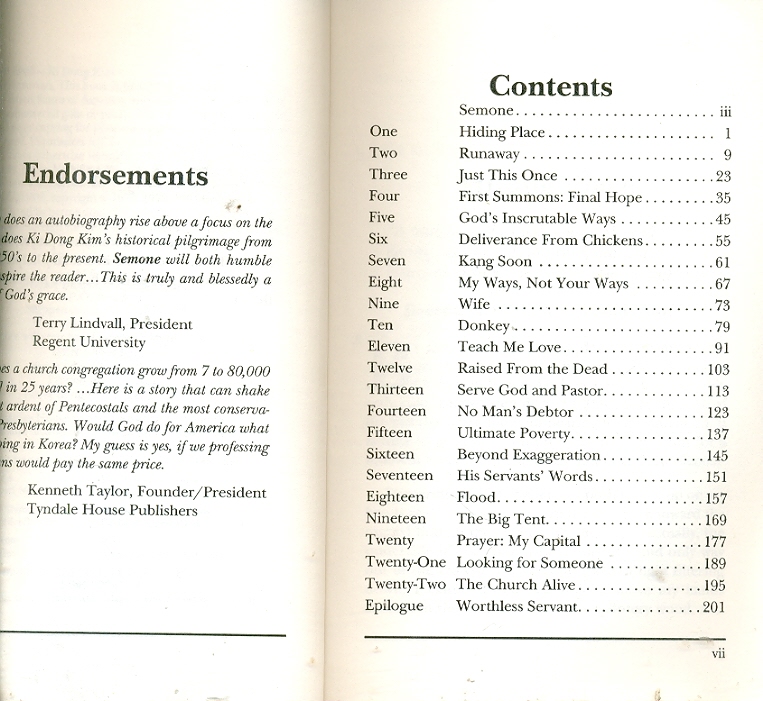 Endorsements
does an autobiography rise above a focus on the
does Ki Dong Kim's historical pilgrimage from
50's to the present. Semone will both humble
spire the reader...This is truly and blessedly a
God's grace.
Terry Lindvall, President
Regent University
es a church congregation grow from 7 to 80,000
in 25 years? ...Here is a story that can shake
t ardent of Pentecostals and the most conserva-
Presbyterians. Would God do for America what
ing in Korea? My guess is yes, if we professing
ns would pay the same price.
Kenneth Taylor, Founder/President
Tyndale House Publishers
Contents
Semone......................... iii
One Hiding Place..................... 1
Two Runaway........................ 9
Three Just This Once ................... 23
Four First Summons: Final Hope......... 35
Five God's Inscrutable Ways ............ 45
Six Deliverance From Chickens........ 55
Seven Kang Soon ...................... 61
Eight My Ways, Not Your Ways .......... 67
Nine Wife ........................... 73
Ten Donkey......................... 79
Eleven Teach Me Love................... 91
Twelve Raised From the Dead ............ 103
Thirteen Serve God and Pastor............. 113
Fourteen No Man's Debtor ................ 123
Fifteen Ultimate Poverty................. 137
Sixteen Beyond Exaggeration ............ 145
Seventeen His Servants' Words.............. 151
Eighteen Flood.......................... 157
Nineteen The Big Tent.................... 169
Twenty Prayer: My Capital .............. 177
Twenty-One Looking for Someone ........... 189
Twenty-Two The Church Alive............... 195
Epilogue Worthless Servant............... 201
vii